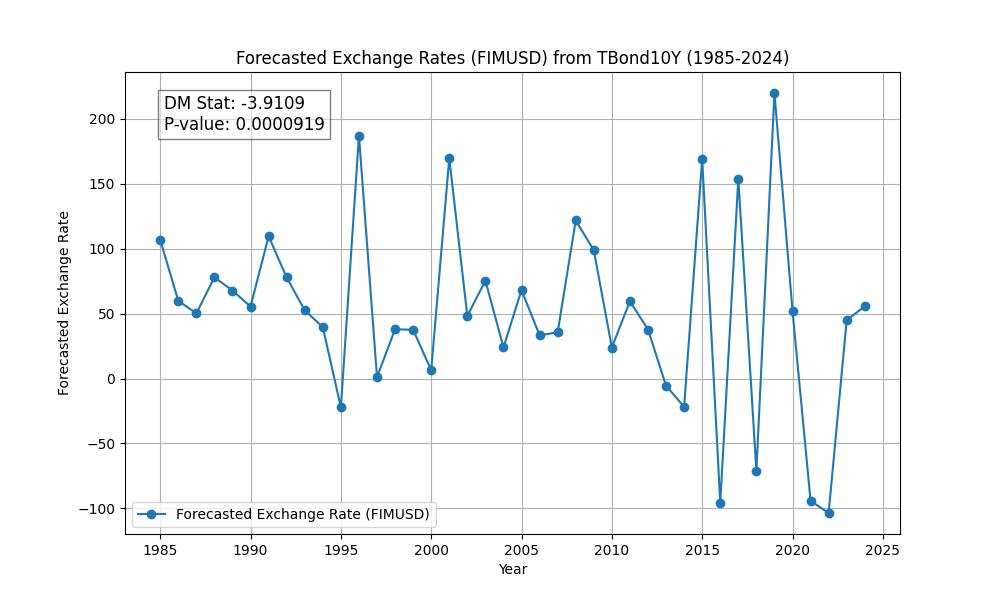 Forecasted Exchange Rates (FIMUSD) from TBond10Y (1985-2024)
DM Stat: -3.9109
P-value: 0.0000919
Forecasted Exchange Rate
200
150
100
50
0
−50
−100
Forecasted Exchange Rate (FIMUSD)
1985 1990 1995 2000 2005 2010 2015 2020 2025
Year